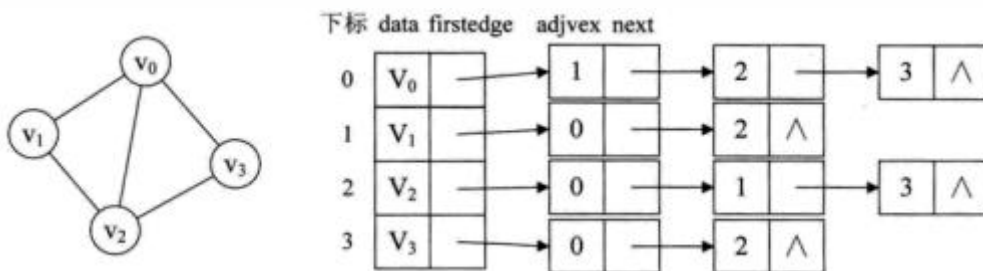 下标 data firstedge adjvex next
v0
v1
v3
v2
0 V0 1 2 3 ∧
1 V1 0 2 ∧
2 V2 0 1 3 ∧
3 V3 0 2 ∧